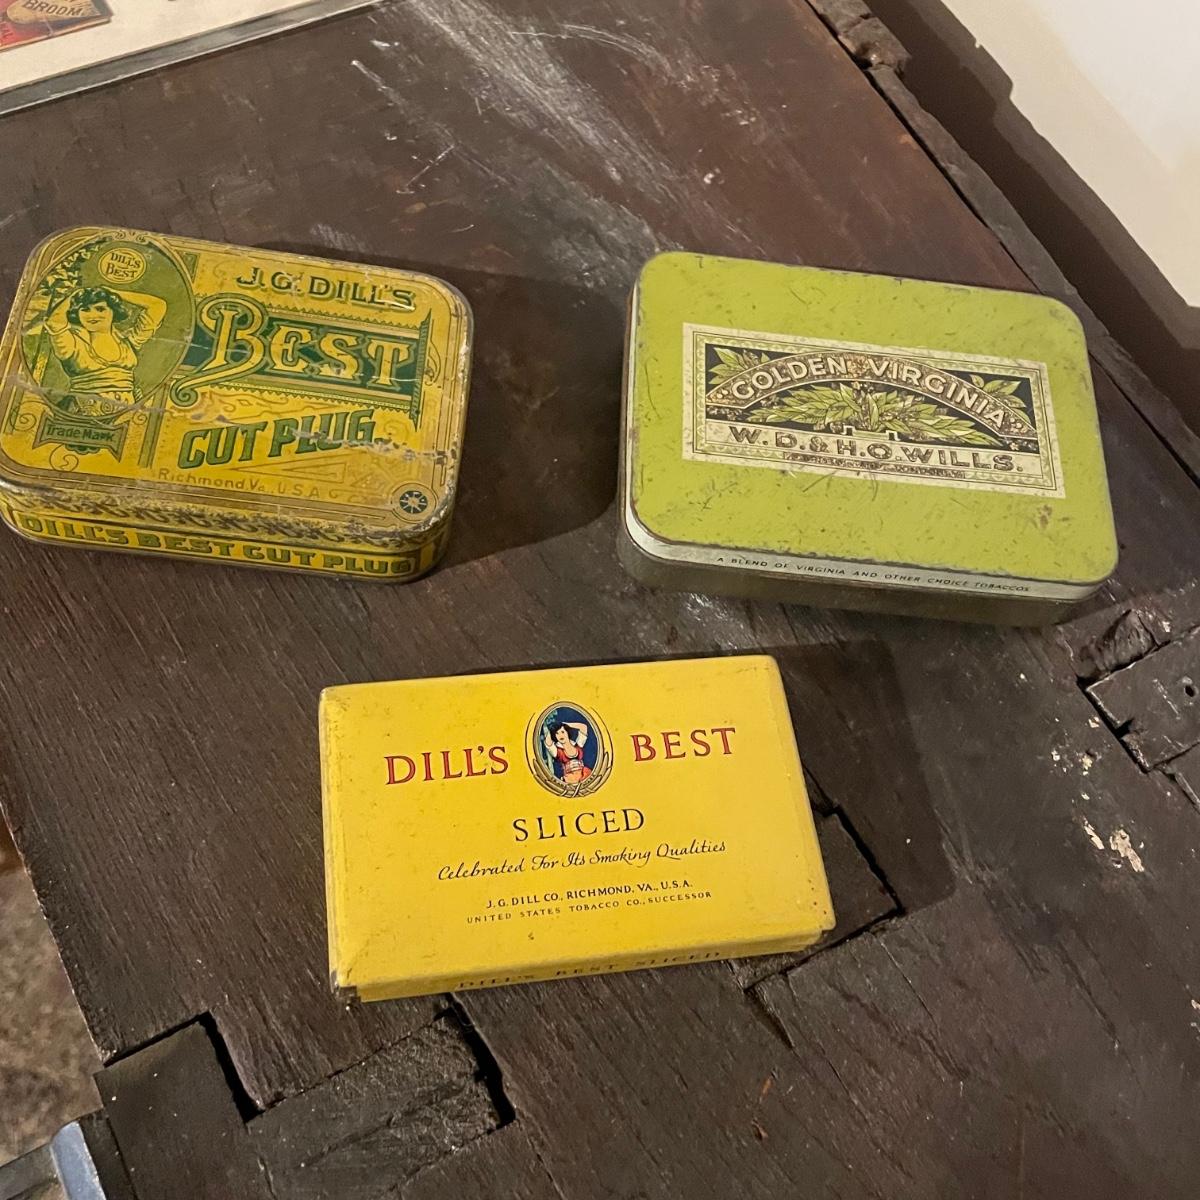 BROOM
DILL'S
BEST
J.G. DILL'S
BEST
CUT PLUG
Trade Mark
Richmond, Va., U.S.A.
DILL'S BEST CUT PLUG
GOLDEN VIRGINIA
W.D. & H.O. WILLS.
A BLEND OF VIRGINIA AND OTHER CHOICE TOBACCOS
DILL'S BEST
SLICED
Celebrated For Its Smoking Qualities
J. G. DILL CO., RICHMOND, VA., U.S.A.
UNITED STATES TOBACCO CO., SUCCESSOR
DILL'S BEST SLICED